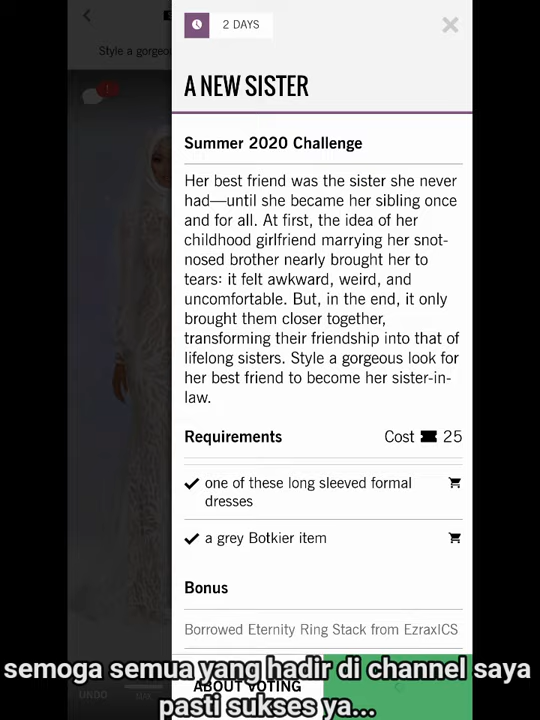 2 DAYS
Style a gorgeo
A NEW SISTER
Summer 2020 Challenge
Her best friend was the sister she never
had—until she became her sibling once
and for all. At first, the idea of her
childhood girlfriend marrying her snot-
nosed brother nearly brought her to
tears: it felt awkward, weird, and
uncomfortable. But, in the end, it only
brought them closer together,
transforming their friendship into that of
lifelong sisters. Style a gorgeous look for
her best friend to become her sister-in-
law.
Requirements Cost 25
one of these long sleeved formal
dresses
a grey Botkier item
Bonus
Borrowed Eternity Ring Stack from EzraxICS
semoga semua yang hadir di channel saya
UNDO ABOUT VOTING
pasti sukses ya...